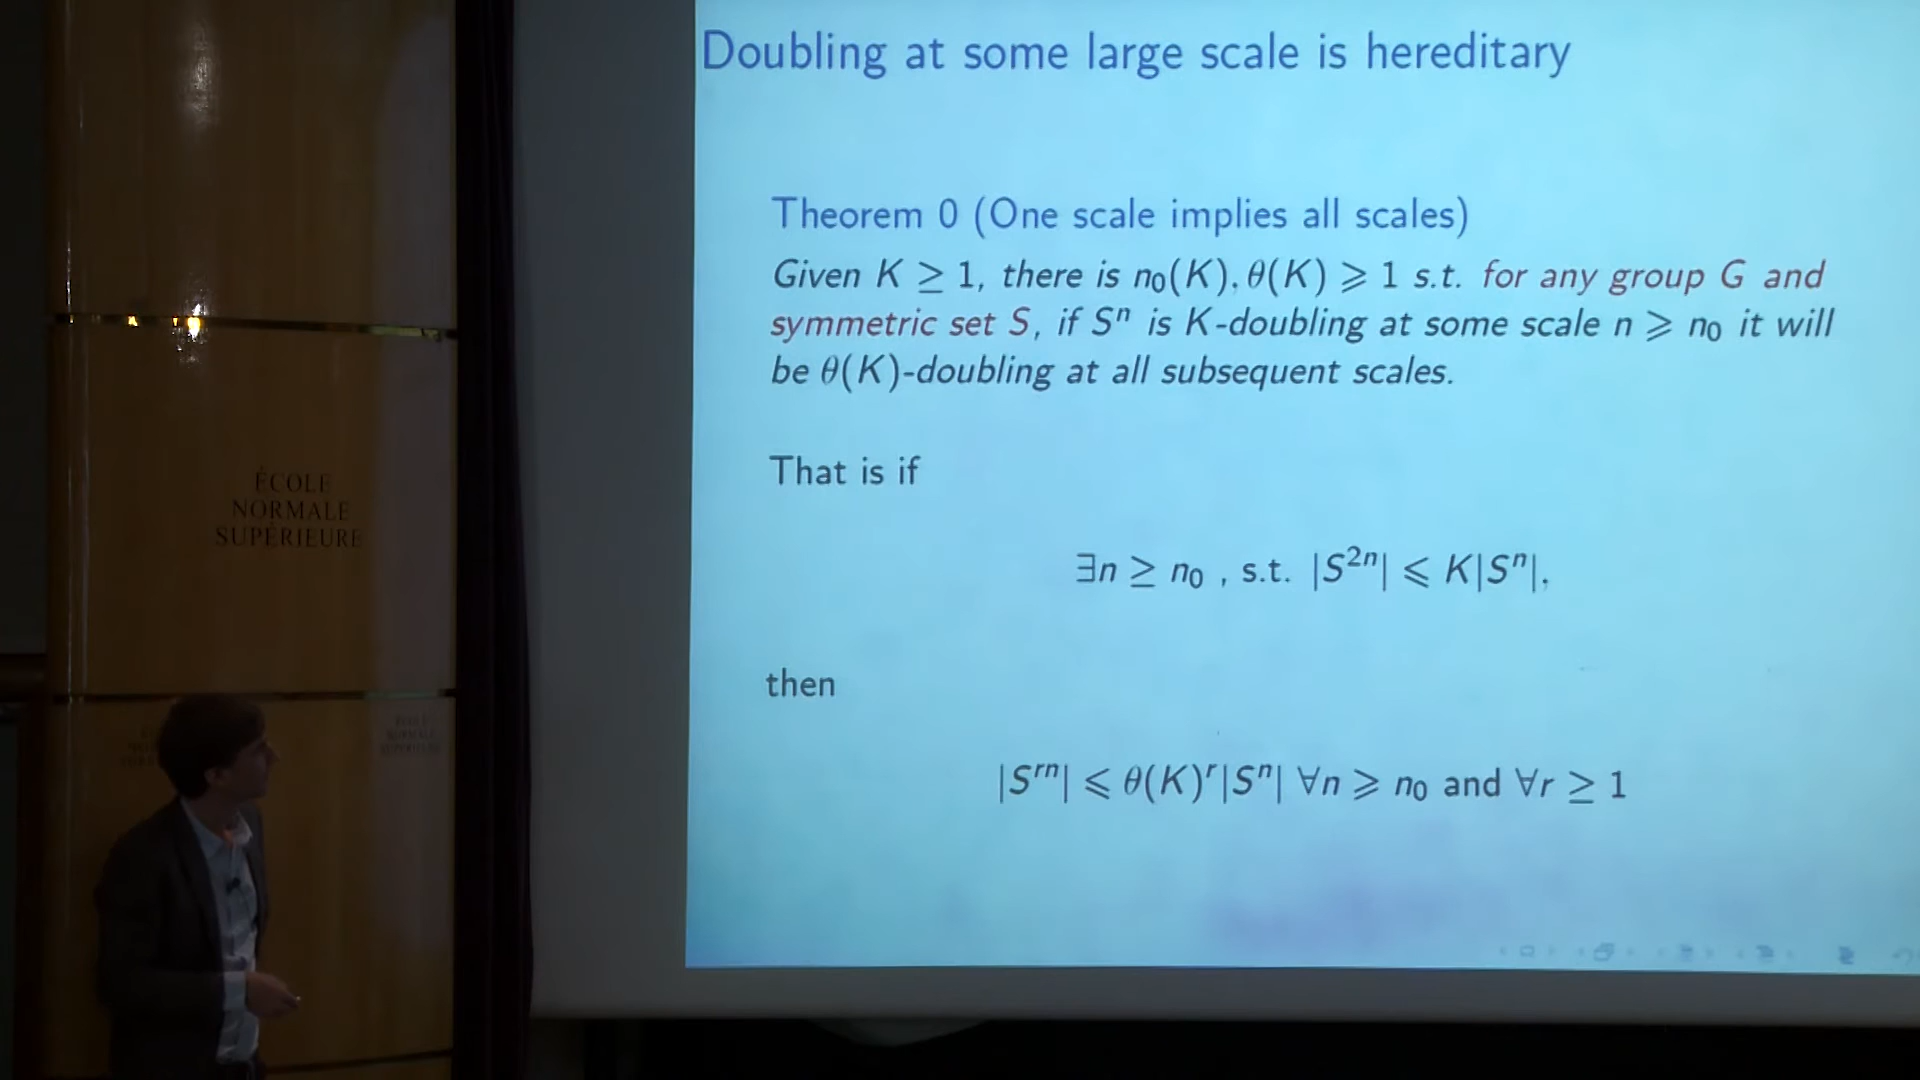 Doubling at some large scale is hereditary
Theorem 0 (One scale implies all scales)
Given K ≥ 1, there is n₀(K), θ(K) ⩾ 1 s.t. for any group G and
symmetric set S, if Sⁿ is K-doubling at some scale n ⩾ n₀ it will
be θ(K)-doubling at all subsequent scales.
That is if
∃n ≥ n₀ , s.t. |S²ⁿ| ⩽ K|Sⁿ|,
then
|Sʳⁿ| ⩽ θ(K)ʳ|Sⁿ| ∀n ⩾ n₀ and ∀r ≥ 1
ÉCOLE
NORMALE
SUPÉRIEURE